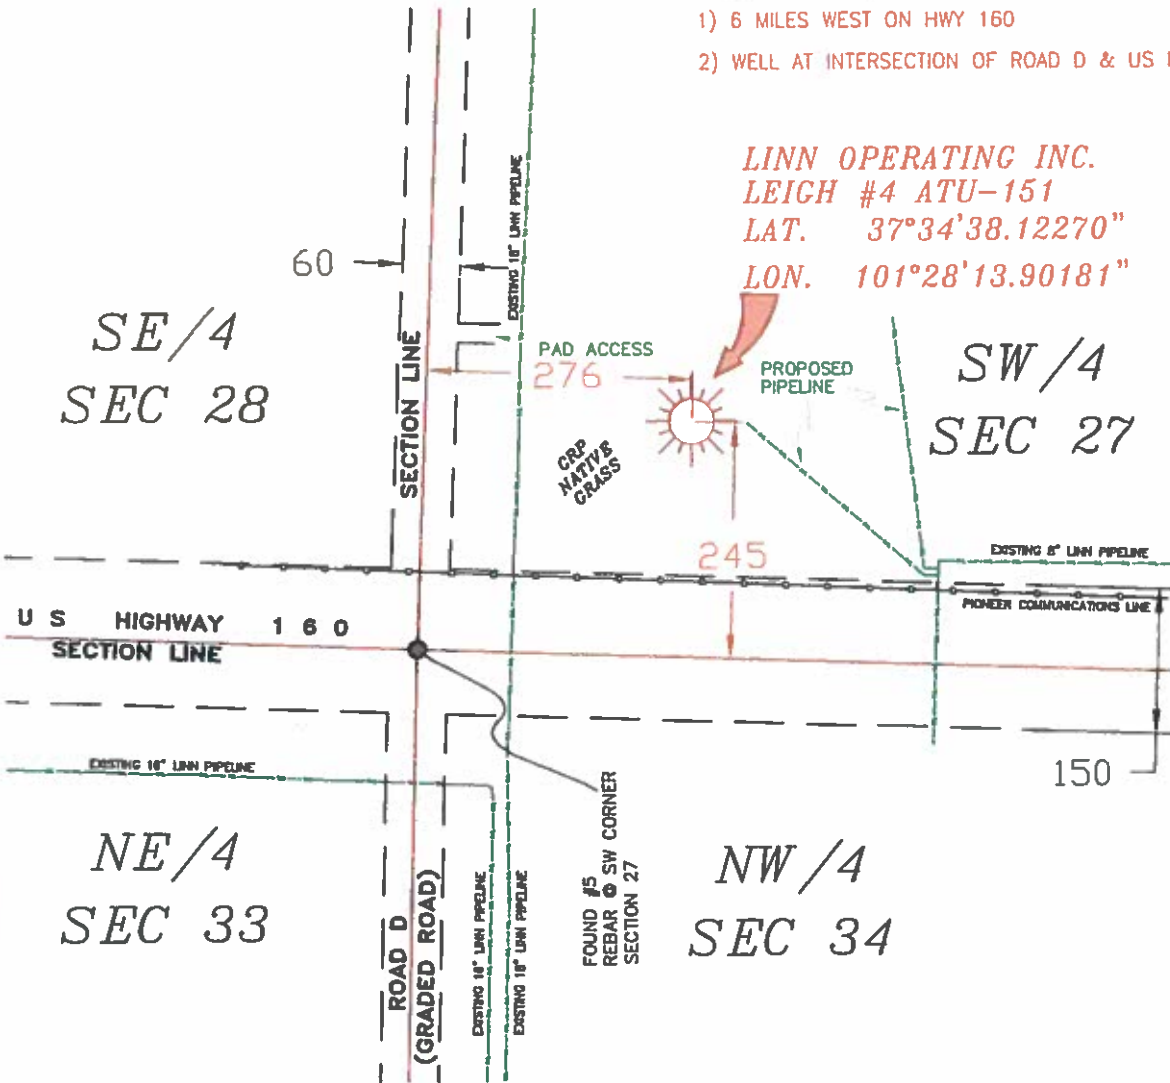 1) 6 MILES WEST ON HWY 160
2) WELL AT INTERSECTION OF ROAD D & US
LINN OPERATING INC.
LEIGH #4 ATU-151
LAT. 37°34'38.12270"
LON. 101°28'13.90181"
60
EXISTING 16" LINN PIPELINE
SE/4
SEC 28
SECTION LINE
PAD ACCESS
276
PROPOSED
PIPELINE
SW/4
SEC 27
CRP
NATIVE
GRASS
245
EXISTING 8" LINN PIPELINE
PIONEER COMMUNICATIONS LINE
US HIGHWAY 160
SECTION LINE
EXISTING 16" LINN PIPELINE
150
NE/4
SEC 33
ROAD D
(GRADED ROAD)
EXISTING 16" LINN PIPELINE
EXISTING 16" LINN PIPELINE
FOUND #5
REBAR @ SW CORNER
SECTION 27
NW/4
SEC 34